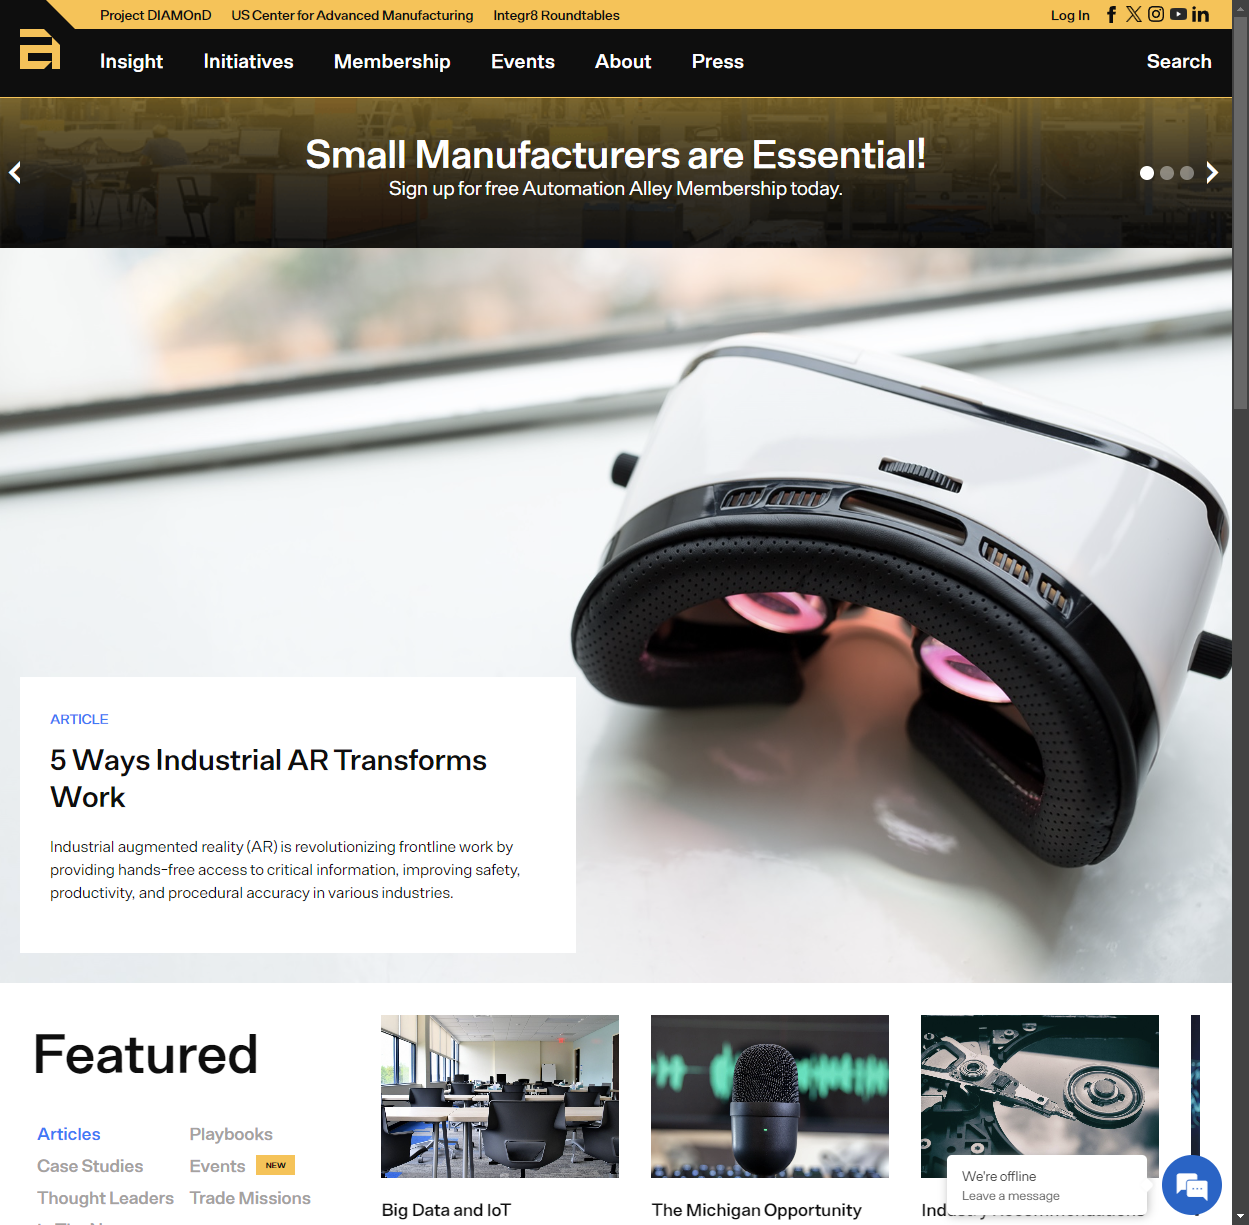 Project DIAMOnD US Center for Advanced Manufacturing Integr8 Roundtables Log In
Insight Initiatives Membership Events About Press Search
Small Manufacturers are Essential!
Sign up for free Automation Alley Membership today.
ARTICLE
5 Ways Industrial AR Transforms
Work
Industrial augmented reality (AR) is revolutionizing frontline work by
providing hands-free access to critical information, improving safety,
productivity, and procedural accuracy in various industries.
Featured
Articles Playbooks
Case Studies Events NEW
Thought Leaders Trade Missions
In The
We're offline
Leave a message
Big Data and IoT The Michigan Opportunity